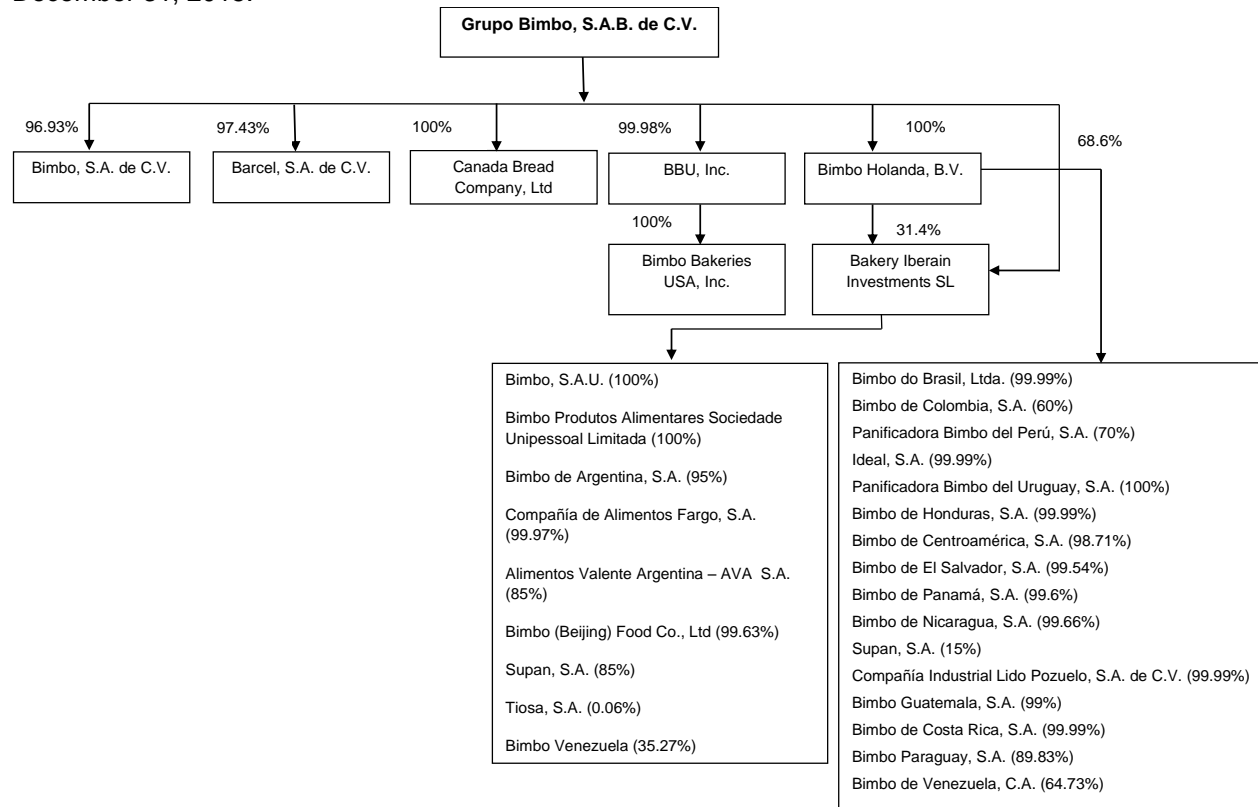 December 31,
Grupo Bimbo, S.A.B. de C.V.
96.93%
97.43%
100%
99.98%
100%
68.6%
Bimbo, S.A. de C.V.
Barcel, S.A. de C.V.
Canada Bread
Company, Ltd
BBU, Inc.
Bimbo Holanda, B.V.
100%
31.4%
Bimbo Bakeries
USA, Inc.
Bakery Iberain
Investments SL
Bimbo, S.A.U. (100%)
Bimbo Produtos Alimentares Sociedade
Unipessoal Limitada (100%)
Bimbo de Argentina, S.A. (95%)
Compañía de Alimentos Fargo, S.A.
(99.97%)
Alimentos Valente Argentina – AVA S.A.
(85%)
Bimbo (Beijing) Food Co., Ltd (99.63%)
Supan, S.A. (85%)
Tiosa, S.A. (0.06%)
Bimbo Venezuela (35.27%)
Bimbo do Brasil, Ltda. (99.99%)
Bimbo de Colombia, S.A. (60%)
Panificadora Bimbo del Perú, S.A. (70%)
Ideal, S.A. (99.99%)
Panificadora Bimbo del Uruguay, S.A. (100%)
Bimbo de Honduras, S.A. (99.99%)
Bimbo de Centroamérica, S.A. (98.71%)
Bimbo de El Salvador, S.A. (99.54%)
Bimbo de Panamá, S.A. (99.6%)
Bimbo de Nicaragua, S.A. (99.66%)
Supan, S.A. (15%)
Compañía Industrial Lido Pozuelo, S.A. de C.V. (99.99%)
Bimbo Guatemala, S.A. (99%)
Bimbo de Costa Rica, S.A. (99.99%)
Bimbo Paraguay, S.A. (89.83%)
Bimbo de Venezuela, C.A. (64.73%)